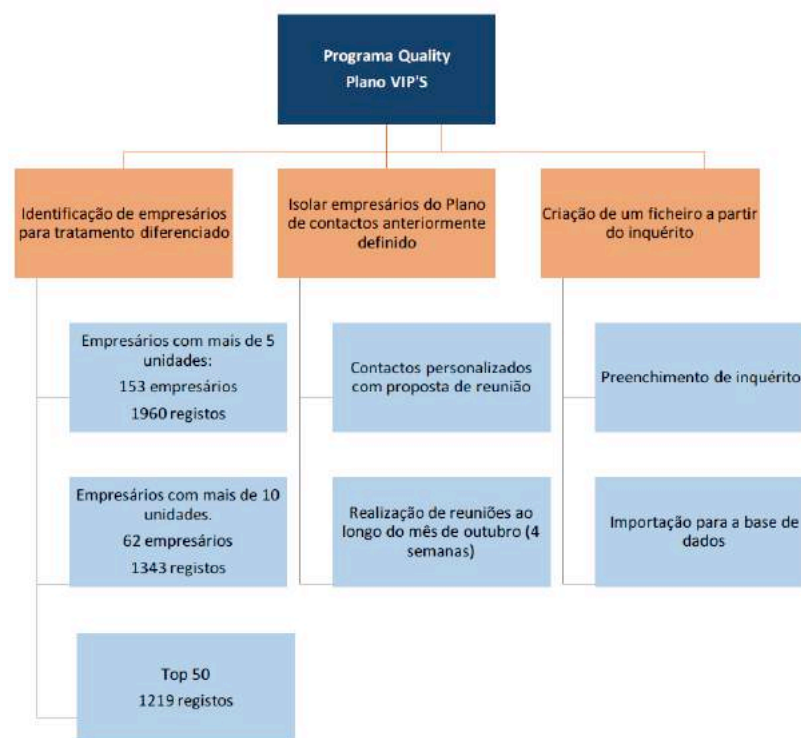 Programa Quality
Plano VIP'S
Identificação de empresários
para tratamento diferenciado
Isolar empresários do Plano
de contactos anteriormente
definido
Criação de um ficheiro a partir
do inquérito
Empresários com mais de 5
unidades:
153 empresários
1960 registos
Contactos personalizados
com proposta de reunião
Preenchimento de inquérito
Empresários com mais de 10
unidades.
62 empresários
1343 registos
Realização de reuniões ao
longo do mês de outubro (4
semanas)
Importação para a base de
dados
Top 50
1219 registos